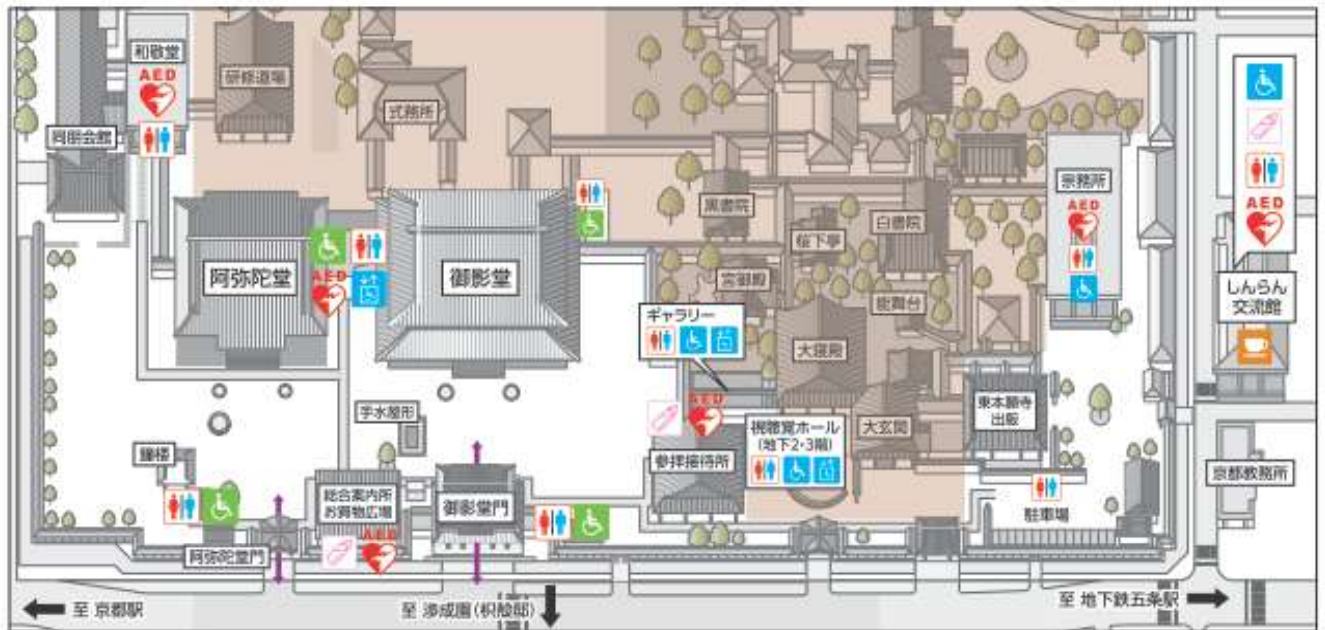 和敬堂
AED
研修道場
式務所
同朋会館
宗務所
AED
AED
しんらん
交流館
黒書院
白書院
桜下亭
宮御殿
能舞台
阿弥陀堂
AED
御影堂
ギャラリー
大寝殿
手水屋形
AED
視聴覚ホール
(地下2・3階)
大玄関
東本願寺
出版
鐘楼
参拝接待所
京都教務所
総合案内所
お買物広場
御影堂門
駐車場
AED
阿弥陀堂門
至 京都駅
至 渉成園(枳殻邸)
至 地下鉄五条駅